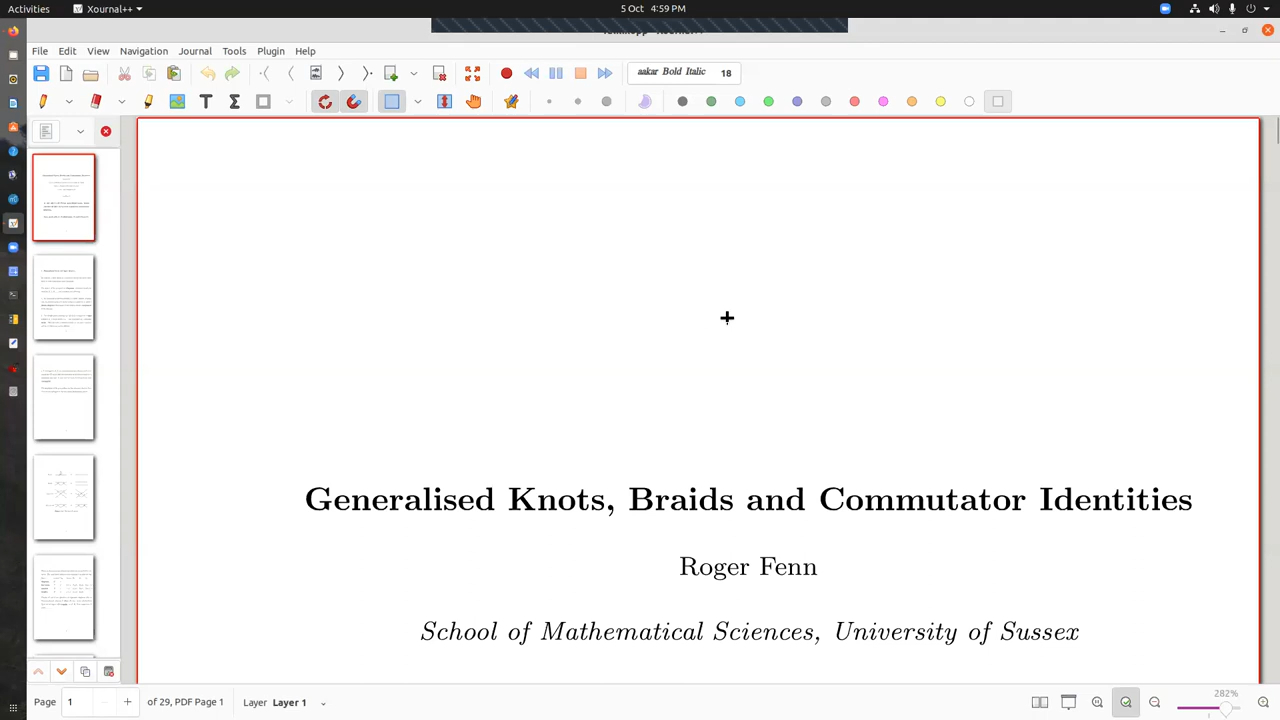 Activities Xournal++ 5 Oct 4:59 PM
File Edit View Navigation Journal Tools Plugin Help
aakar Bold Italic 18
Generalised Knots, Braids and Commutator Identities
Roger Fenn
School of Mathematical Sciences, University of Sussex
Page 1 of 29, PDF Page 1 Layer Layer 1 282%